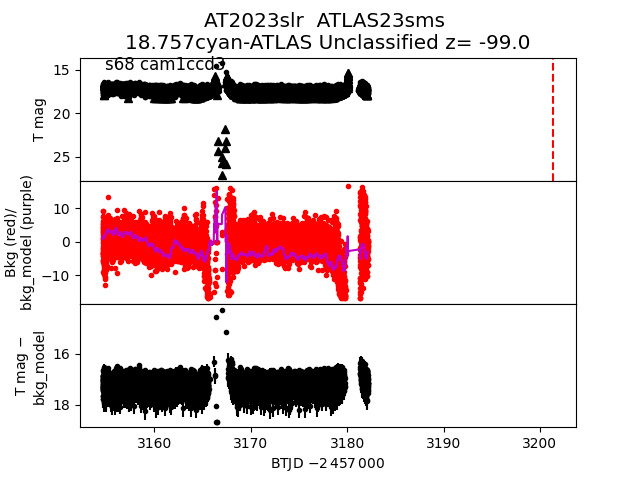 AT2023slr  ATLAS23sms
18.757cyan-ATLAS Unclassified z= -99.0
s68 cam1ccd3
15
20
25
T mag
10
0
−10
Bkg (red)/
bkg_model (purple)
16
18
T mag −
bkg_model
3160
3170
3180
3190
3200
BTJD −2 457 000